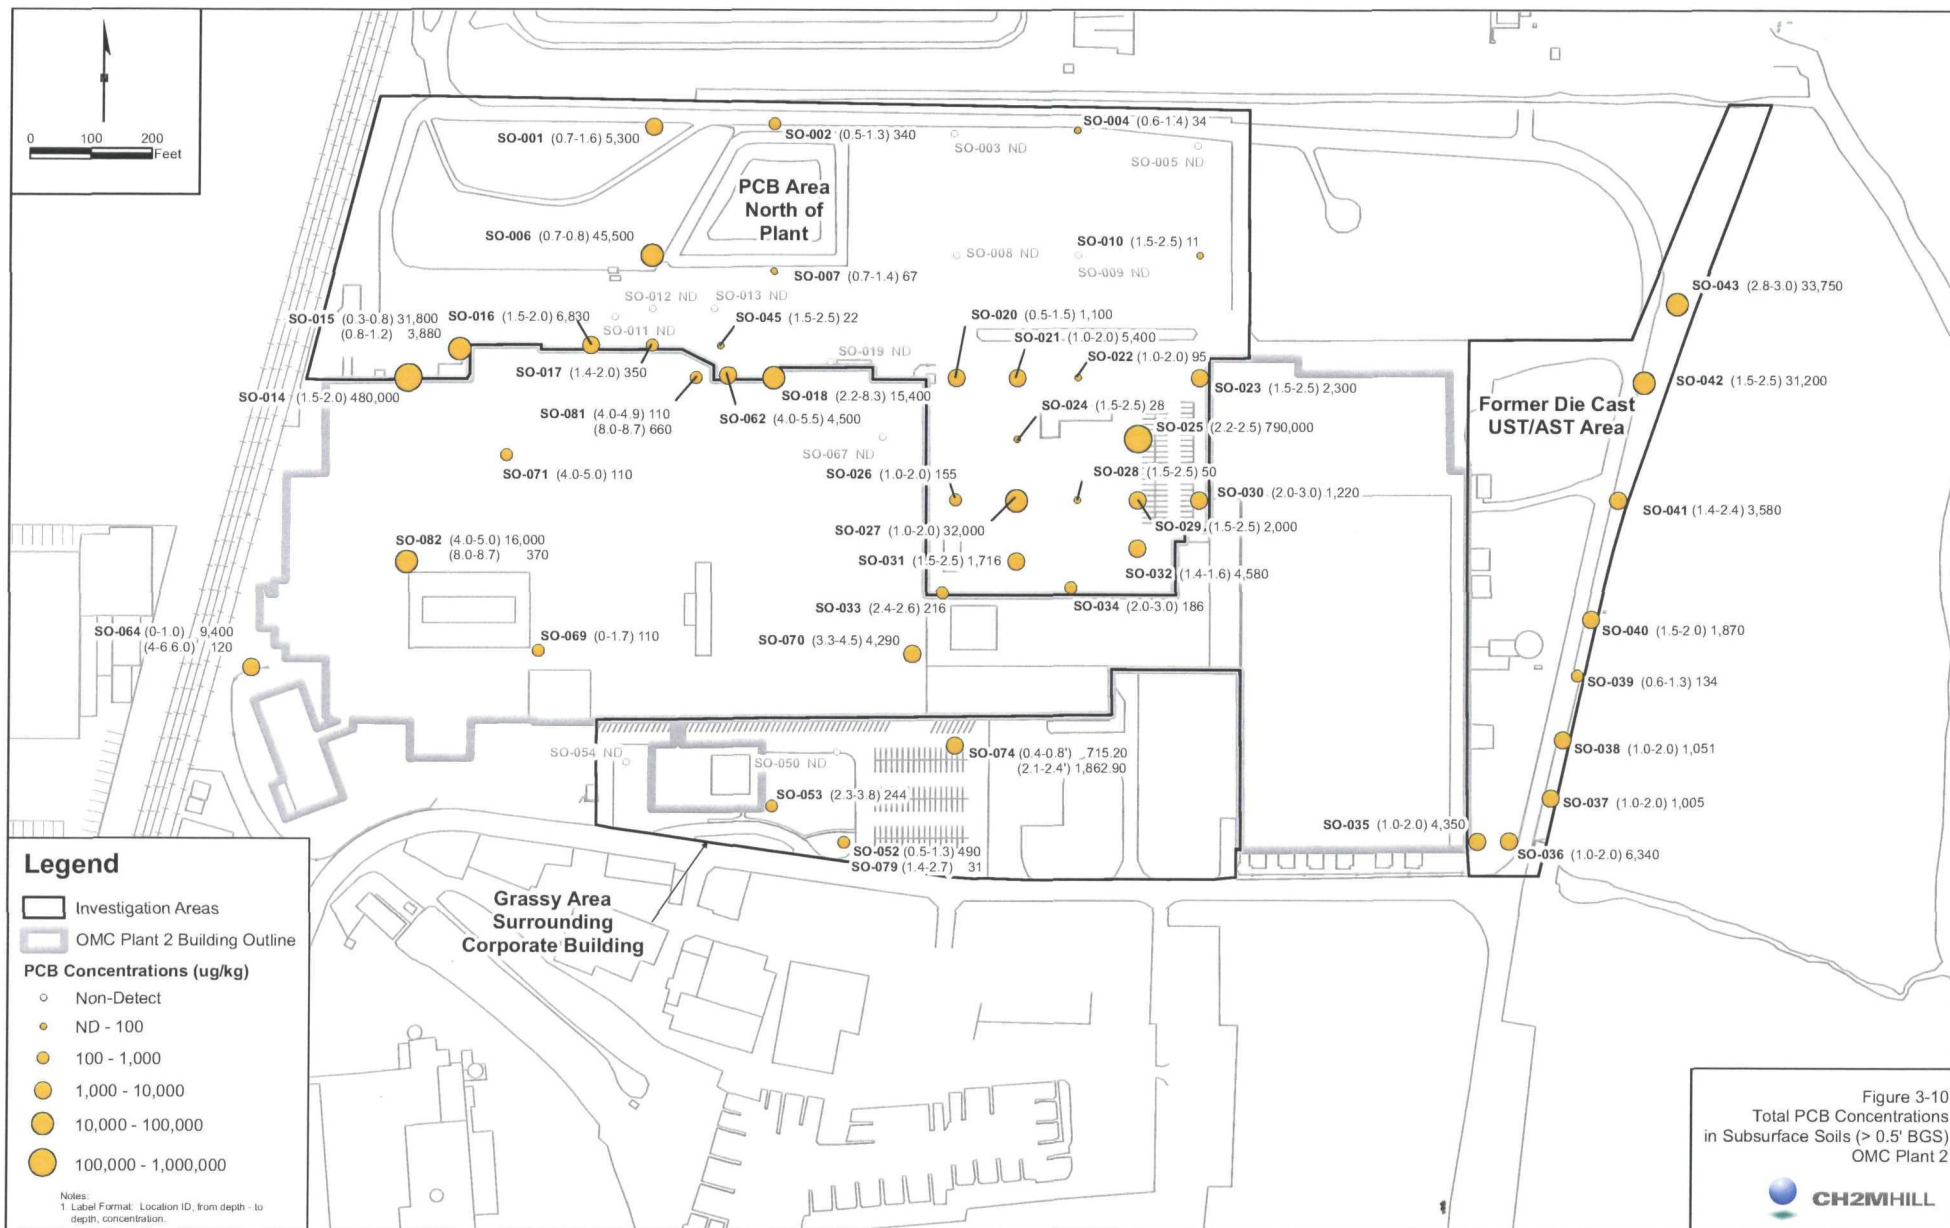 0 100 200
Feet
SO-001 (0.7-1.6) 5,300
SO-002 (0.5-1.3) 340
SO-003 ND
SO-004 (0.6-1.4) 34
SO-005 ND
PCB Area
North of
Plant
SO-006 (0.7-0.8) 45,500
SO-007 (0.7-1.4) 67
SO-008 ND
SO-010 (1.5-2.5) 11
SO-009 ND
SO-012 ND
SO-013 ND
SO-015 (0.3-0.8) 31,800
(0.8-1.2) 3,880
SO-016 (1.5-2.0) 6,830
SO-011 ND
SO-045 (1.5-2.5) 22
SO-020 (0.5-1.5) 1,100
SO-021 (1.0-2.0) 5,400
SO-043 (2.8-3.0) 33,750
SO-017 (1.4-2.0) 350
SO-019 ND
SO-022 (1.0-2.0) 95
SO-014 (1.5-2.0) 480,000
SO-018 (2.2-8.3) 15,400
SO-023 (1.5-2.5) 2,300
SO-042 (1.5-2.5) 31,200
SO-081 (4.0-4.9) 110
(8.0-8.7) 660
SO-062 (4.0-5.5) 4,500
SO-024 (1.5-2.5) 28
Former Die Cast
UST/AST Area
SO-025 (2.2-2.5) 790,000
SO-067 ND
SO-071 (4.0-5.0) 110
SO-026 (1.0-2.0) 155
SO-028 (1.5-2.5) 50
SO-030 (2.0-3.0) 1,220
SO-041 (1.4-2.4) 3,580
SO-027 (1.0-2.0) 32,000
SO-029 (1.5-2.5) 2,000
SO-082 (4.0-5.0) 16,000
(8.0-8.7) 370
SO-031 (1.5-2.5) 1,716
SO-032 (1.4-1.6) 4,580
SO-033 (2.4-2.6) 216
SO-034 (2.0-3.0) 186
SO-064 (0-1.0) 9,400
(4-6.6.0) 120
SO-069 (0-1.7) 110
SO-070 (3.3-4.5) 4,290
SO-040 (1.5-2.0) 1,870
SO-039 (0.6-1.3) 134
SO-054 ND
SO-050 ND
SO-074 (0.4-0.8') 715.20
(2.1-2.4') 1,862.90
SO-038 (1.0-2.0) 1,051
SO-053 (2.3-3.8) 244
SO-037 (1.0-2.0) 1,005
SO-035 (1.0-2.0) 4,350
SO-052 (0.5-1.3) 490
SO-079 (1.4-2.7) 31
SO-036 (1.0-2.0) 6,340
Grassy Area
Surrounding
Corporate Building
Legend
Investigation Areas
OMC Plant 2 Building Outline
PCB Concentrations (ug/kg)
Non-Detect
ND - 100
100 - 1,000
1,000 - 10,000
10,000 - 100,000
100,000 - 1,000,000
Notes:
1. Label Format: Location ID, from depth - to
depth, concentration.
Figure 3-10
Total PCB Concentrations
in Subsurface Soils (> 0.5' BGS)
OMC Plant 2
CH2MHILL